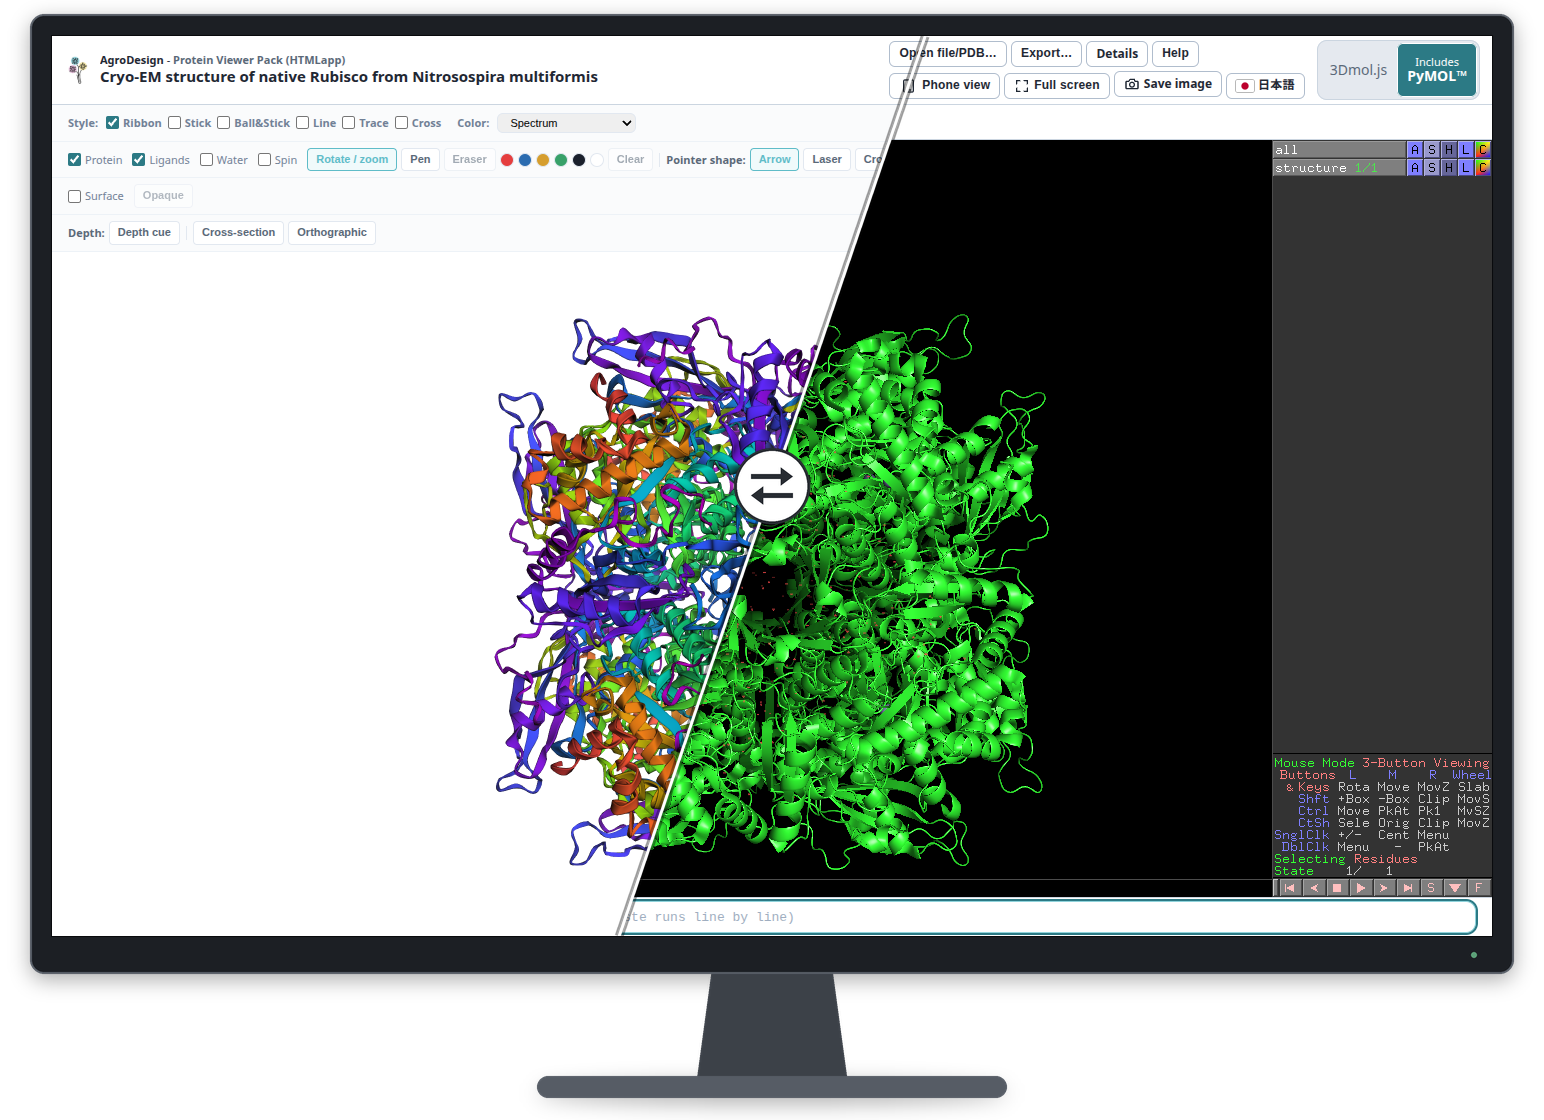 AgroDesign - Protein Viewer Pack (HTMLapp)
Cryo-EM structure of native Rubisco from Nitrosospira multiformis
Open file/PDB... Export... Details Help
Phone view Full screen Save image 日本語
3Dmol.js Includes PyMOL™
Style: Ribbon Stick Ball&Stick Line Trace Cross Color: Spectrum
Protein Ligands Water Spin Rotate / zoom Pen Eraser Clear Pointer shape: Arrow Laser Cro
Surface Opaque
Depth: Depth cue Cross-section Orthographic
all A S H L C
structure 1/1 A S H L C
Mouse Mode 3-Button Viewing
Buttons L M R Wheel
& Keys Rota Move MovZ Slab
Shft +Box -Box Clip MovS
Ctrl Move PkAt Pk1 MvSZ
CtSh Sele Orig Clip MovZ
SnglClk +/- Cent Menu
DblClk Menu - PkAt
Selecting Residues
State 1/ 1
S F
te runs line by line)